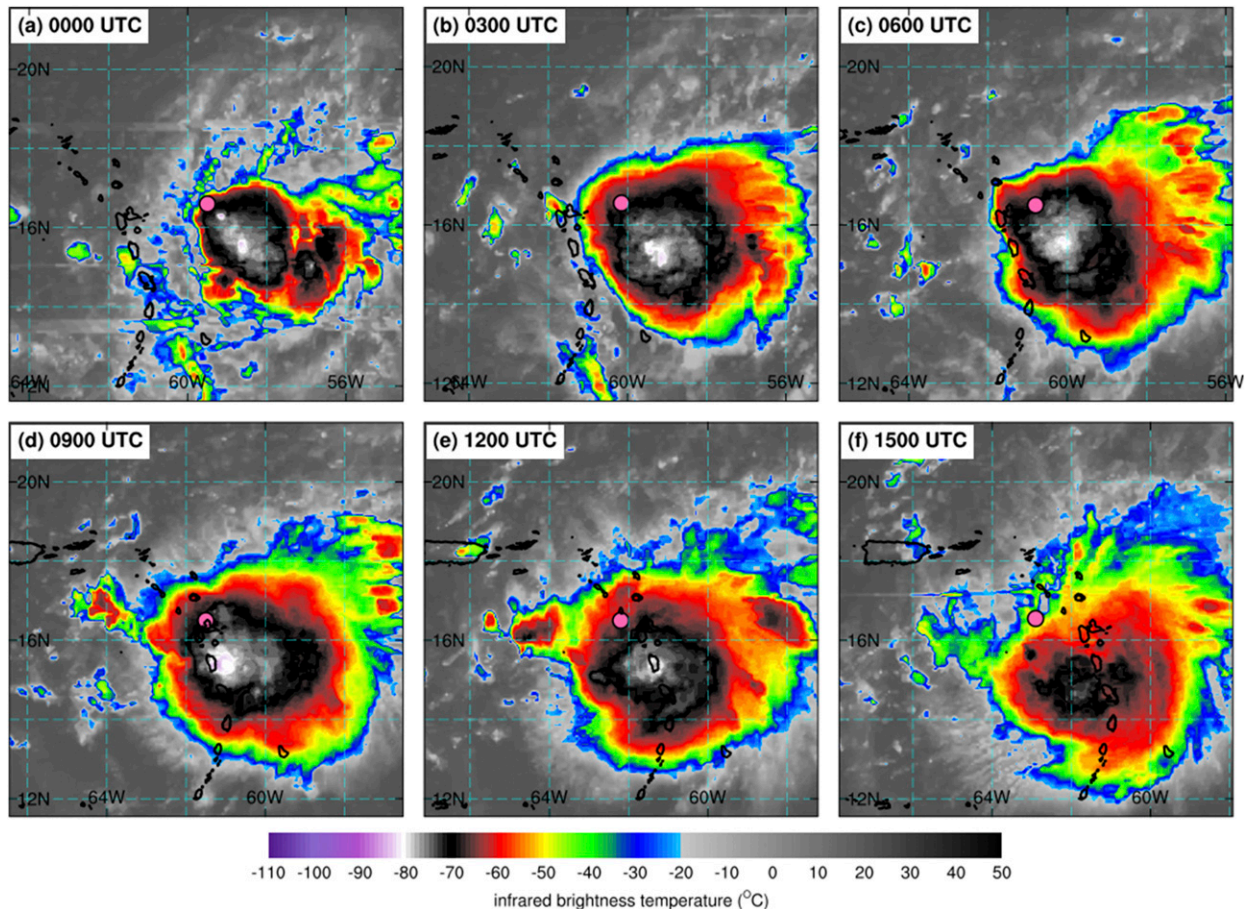 (a) 0000 UTC
(b) 0300 UTC
(c) 0600 UTC
20N
20N
20N
16N
16N
16N
64W
60W
56W
12N
64W
60W
56W
12N
64W
60W
56W
12N
(d) 0900 UTC
(e) 1200 UTC
(f) 1500 UTC
20N
20N
20N
16N
16N
16N
12N
64W
60W
12N
64W
60W
12N
64W
60W
-110 -100 -90 -80 -70 -60 -50 -40 -30 -20 -10 0 10 20 30 40 50
infrared brightness temperature (°C)